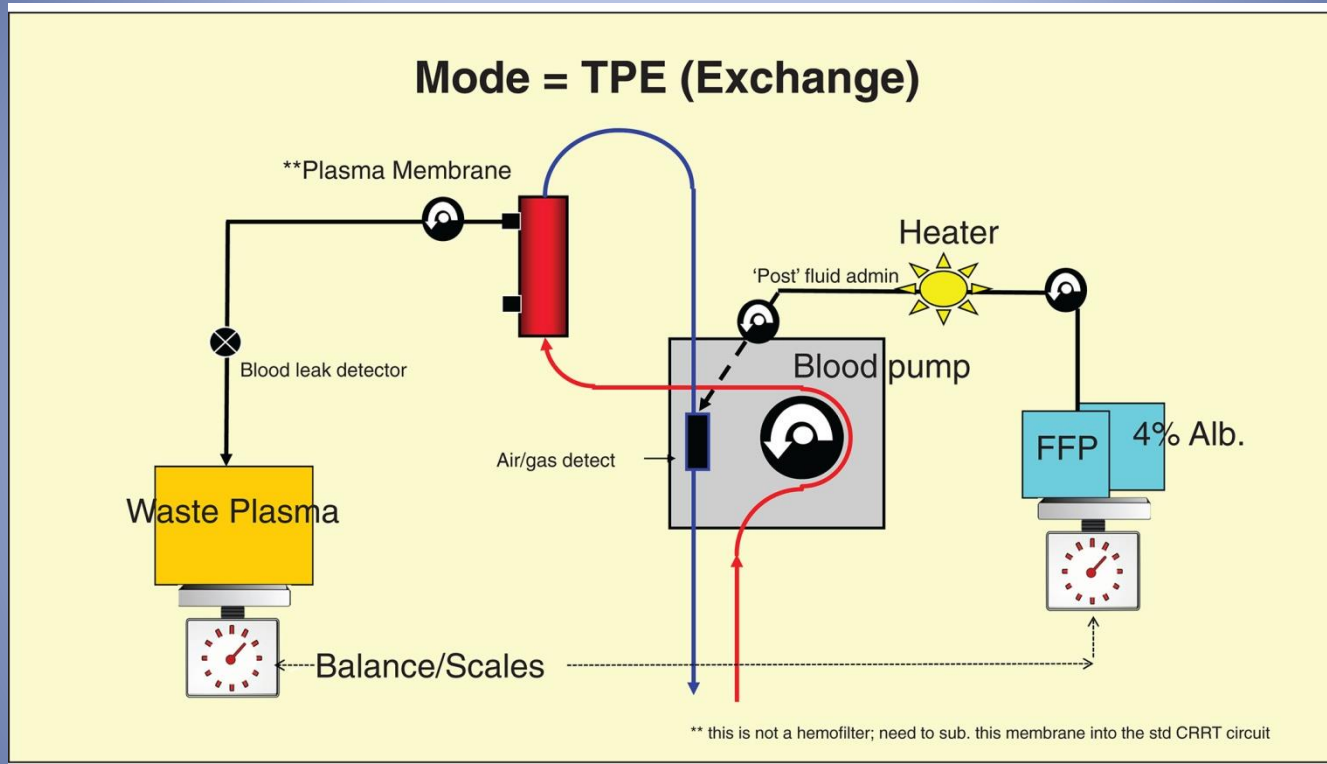 Mode = TPE (Exchange)
**Plasma Membrane
Heater
'Post' fluid admin
Blood pump
Blood leak detector
Air/gas detect
FFP
4% Alb.
Waste Plasma
Balance/Scales
** this is not a hemofilter; need to sub. this membrane into the std CRRT circuit